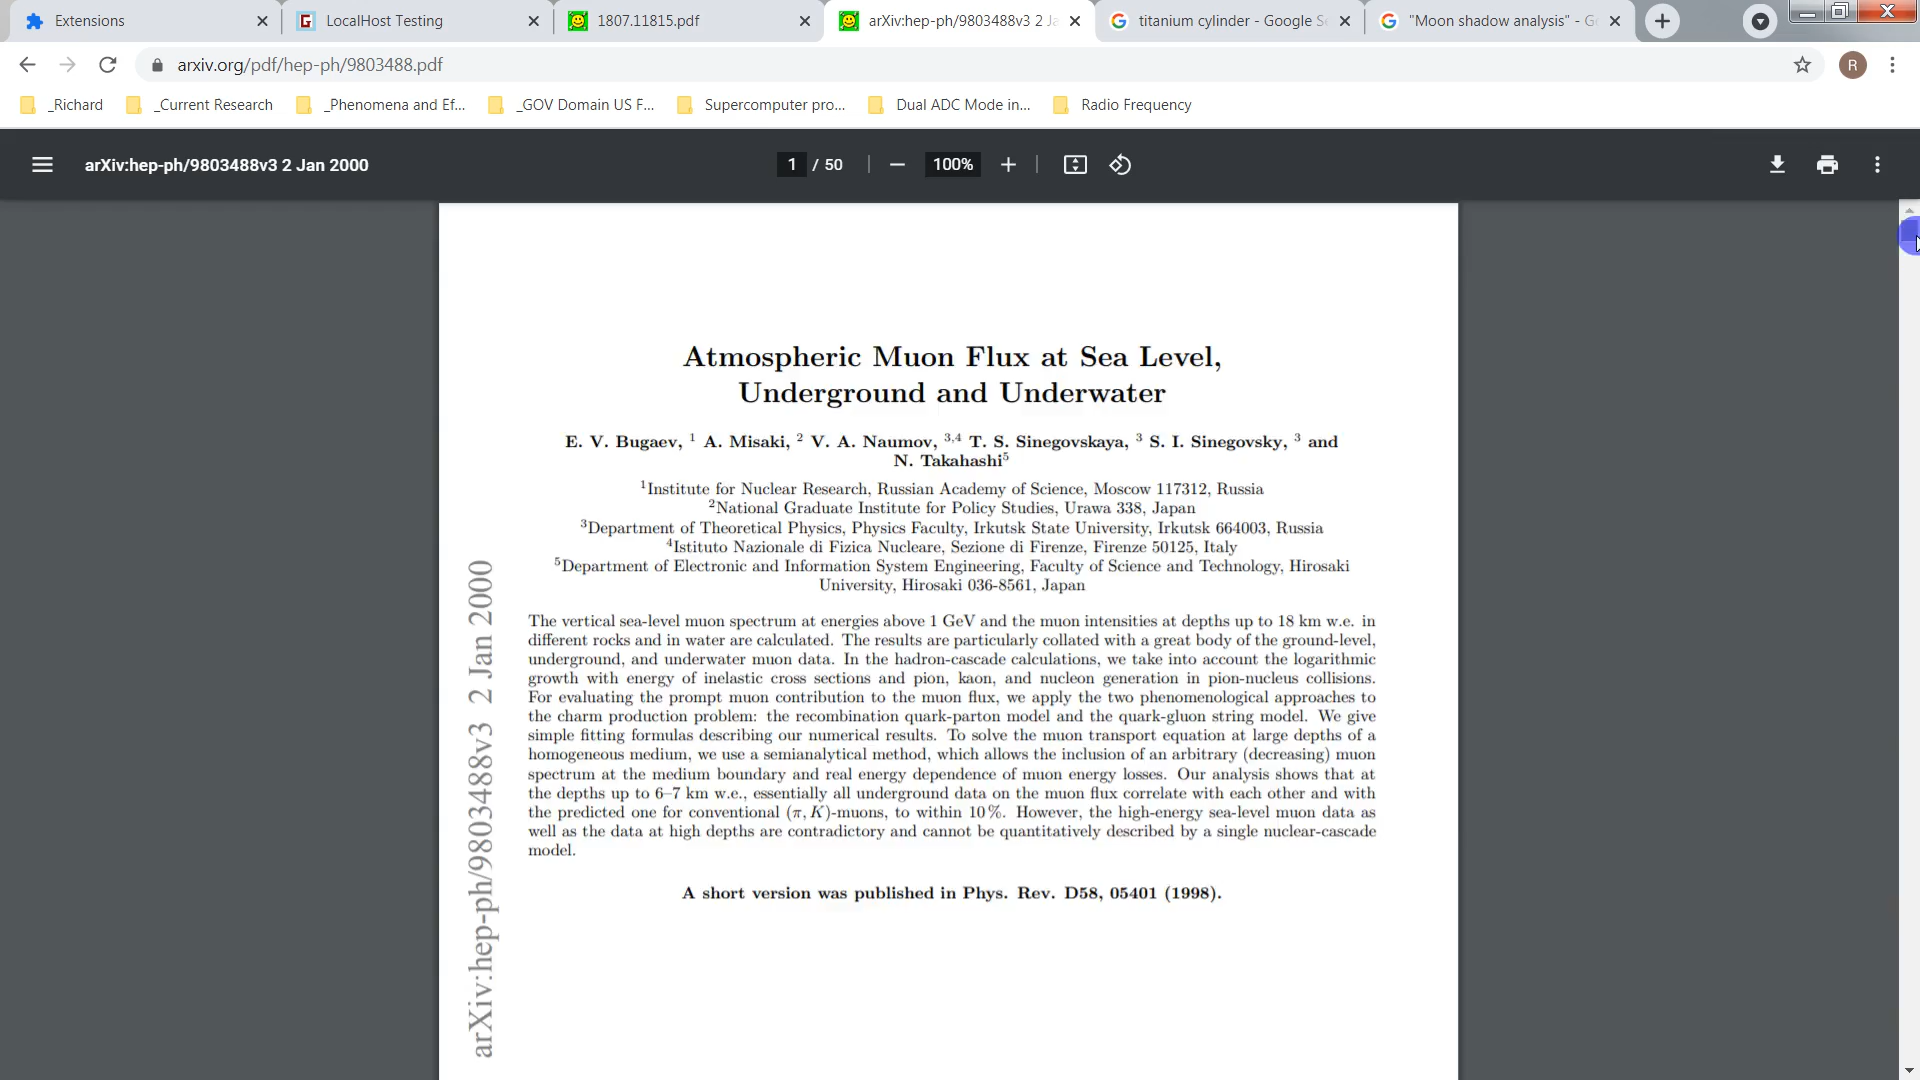 Extensions
LocalHost Testing
1807.11815.pdf
arXiv:hep-ph/9803488v3 2 Ja
titanium cylinder - Google S
"Moon shadow analysis" - G
arxiv.org/pdf/hep-ph/9803488.pdf
R
_Richard
_Current Research
_Phenomena and Ef...
_GOV Domain US F...
Supercomputer pro...
Dual ADC Mode in...
Radio Frequency
arXiv:hep-ph/9803488v3 2 Jan 2000
1 / 50
100%
Atmospheric Muon Flux at Sea Level,
Underground and Underwater
E. V. Bugaev, 1 A. Misaki, 2 V. A. Naumov, 3,4 T. S. Sinegovskaya, 3 S. I. Sinegovsky, 3 and
N. Takahashi5
1Institute for Nuclear Research, Russian Academy of Science, Moscow 117312, Russia
2National Graduate Institute for Policy Studies, Urawa 338, Japan
3Department of Theoretical Physics, Physics Faculty, Irkutsk State University, Irkutsk 664003, Russia
4Istituto Nazionale di Fizica Nucleare, Sezione di Firenze, Firenze 50125, Italy
5Department of Electronic and Information System Engineering, Faculty of Science and Technology, Hirosaki
University, Hirosaki 036-8561, Japan
The vertical sea-level muon spectrum at energies above 1 GeV and the muon intensities at depths up to 18 km w.e. in
different rocks and in water are calculated. The results are particularly collated with a great body of the ground-level,
underground, and underwater muon data. In the hadron-cascade calculations, we take into account the logarithmic
growth with energy of inelastic cross sections and pion, kaon, and nucleon generation in pion-nucleus collisions.
For evaluating the prompt muon contribution to the muon flux, we apply the two phenomenological approaches to
the charm production problem: the recombination quark-parton model and the quark-gluon string model. We give
simple fitting formulas describing our numerical results. To solve the muon transport equation at large depths of a
homogeneous medium, we use a semianalytical method, which allows the inclusion of an arbitrary (decreasing) muon
spectrum at the medium boundary and real energy dependence of muon energy losses. Our analysis shows that at
the depths up to 6–7 km w.e., essentially all underground data on the muon flux correlate with each other and with
the predicted one for conventional (π, K)-muons, to within 10 %. However, the high-energy sea-level muon data as
well as the data at high depths are contradictory and cannot be quantitatively described by a single nuclear-cascade
model.
A short version was published in Phys. Rev. D58, 05401 (1998).
arXiv:hep-ph/9803488v3 2 Jan 2000